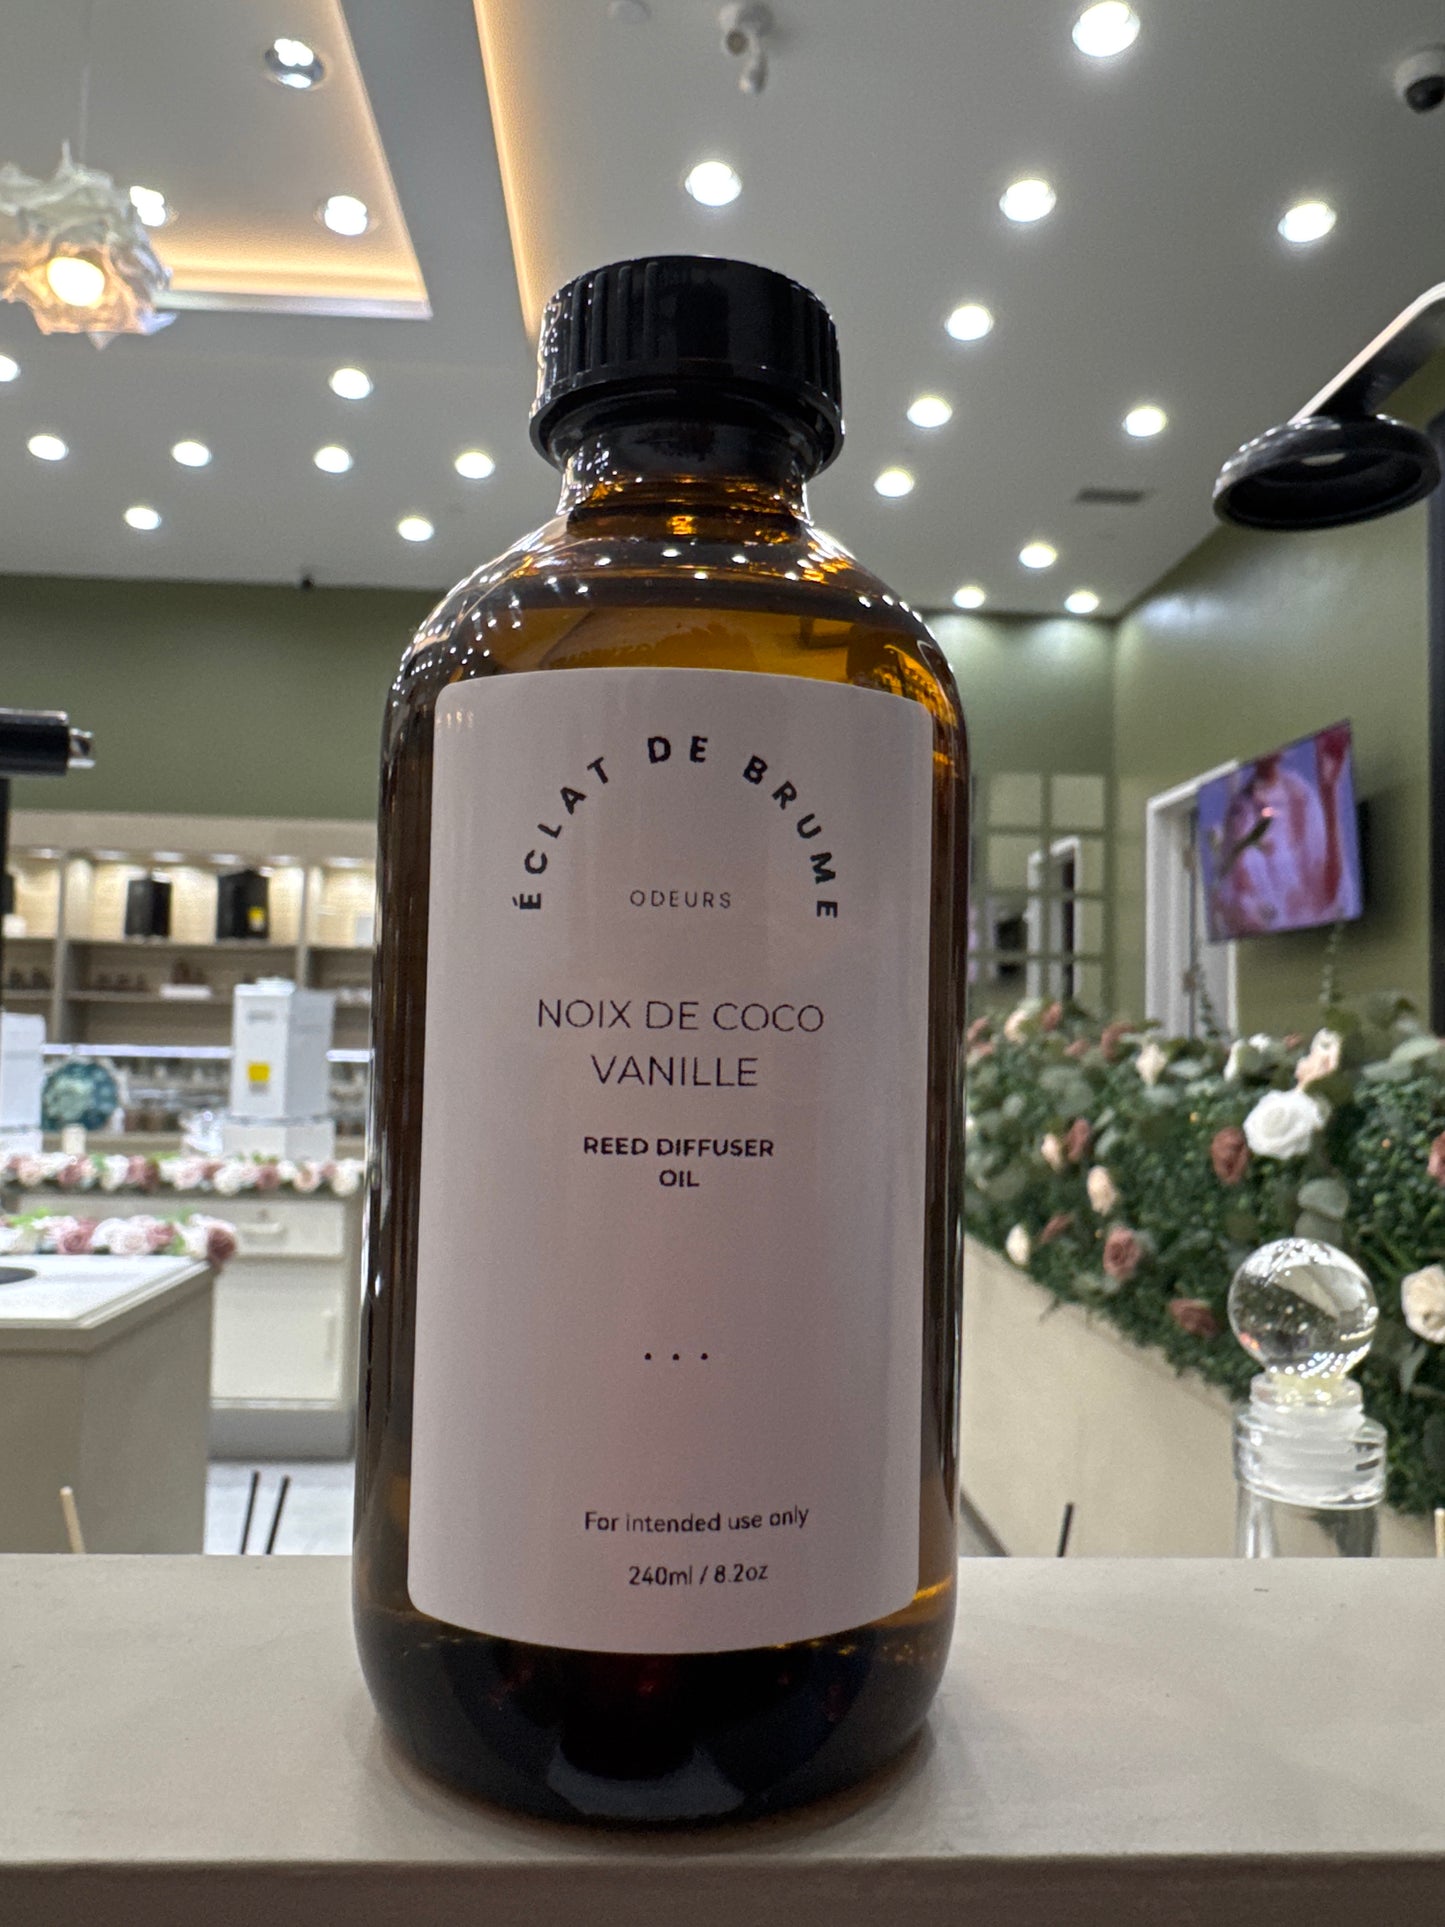 ÉCLAT DE BRUME
ODEURS
NOIX DE COCO
VANILLE
REED DIFFUSER
OIL
...
For intended use only
240ml / 8.2oz